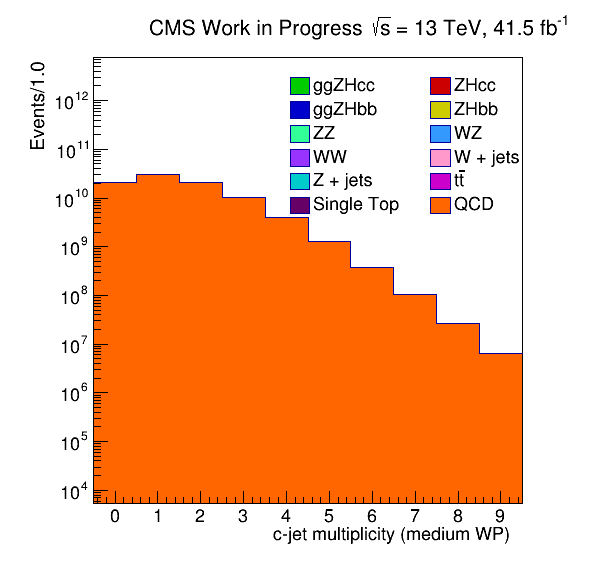 CMS Work in Progress √s = 13 TeV, 41.5 fb⁻¹
Events/1.0
10¹²
10¹¹
10¹⁰
10⁹
10⁸
10⁷
10⁶
10⁵
10⁴
ggZHcc ZHcc
ggZHbb ZHbb
ZZ WZ
WW W + jets
Z + jets tt̄
Single Top QCD
0 1 2 3 4 5 6 7 8 9
c-jet multiplicity (medium WP)